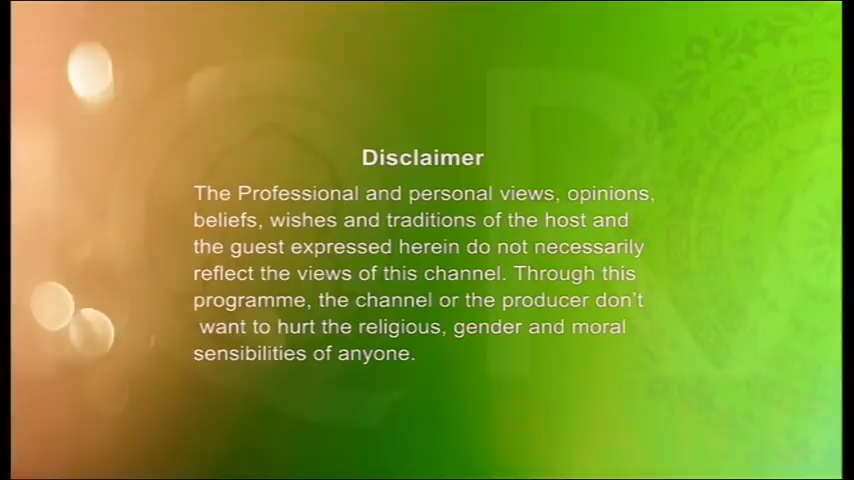 Disclaimer
The Professional and personal views, opinions,
beliefs, wishes and traditions of the host and
the guest expressed herein do not necessarily
reflect the views of this channel. Through this
programme, the channel or the producer don't
want to hurt the religious, gender and moral
sensibilities of anyone.